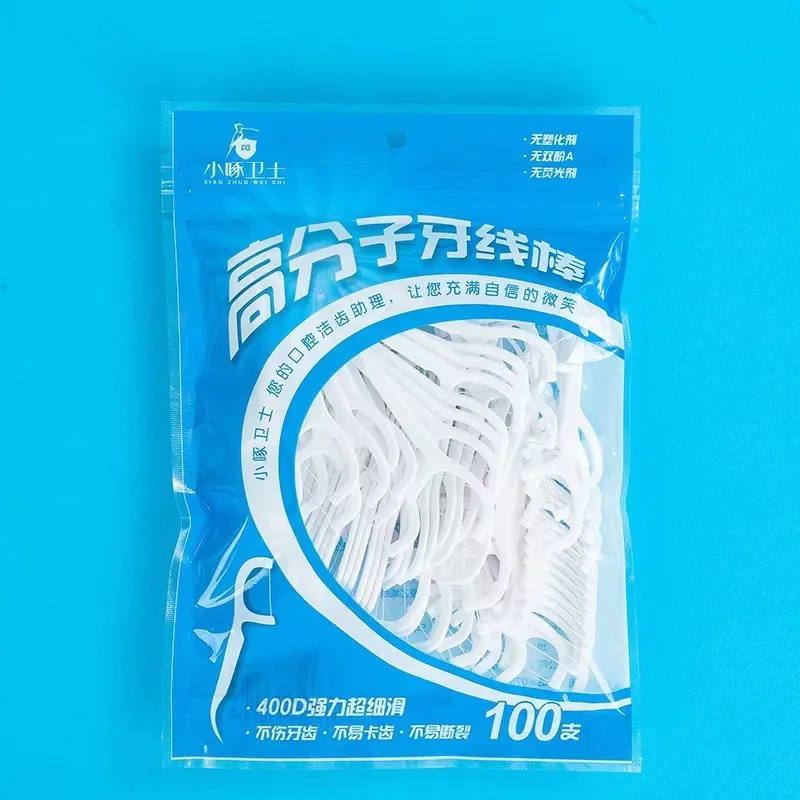 PB
小啄卫士
XIAO ZHUO WEI SHI
·无塑化剂
·无双酚A
·无荧光剂
高分子牙线棒
小啄卫士 您的口腔洁齿助理，让您充满自信的微笑
·400D强力超细滑
·不伤牙齿·不易卡齿·不易断裂
100支